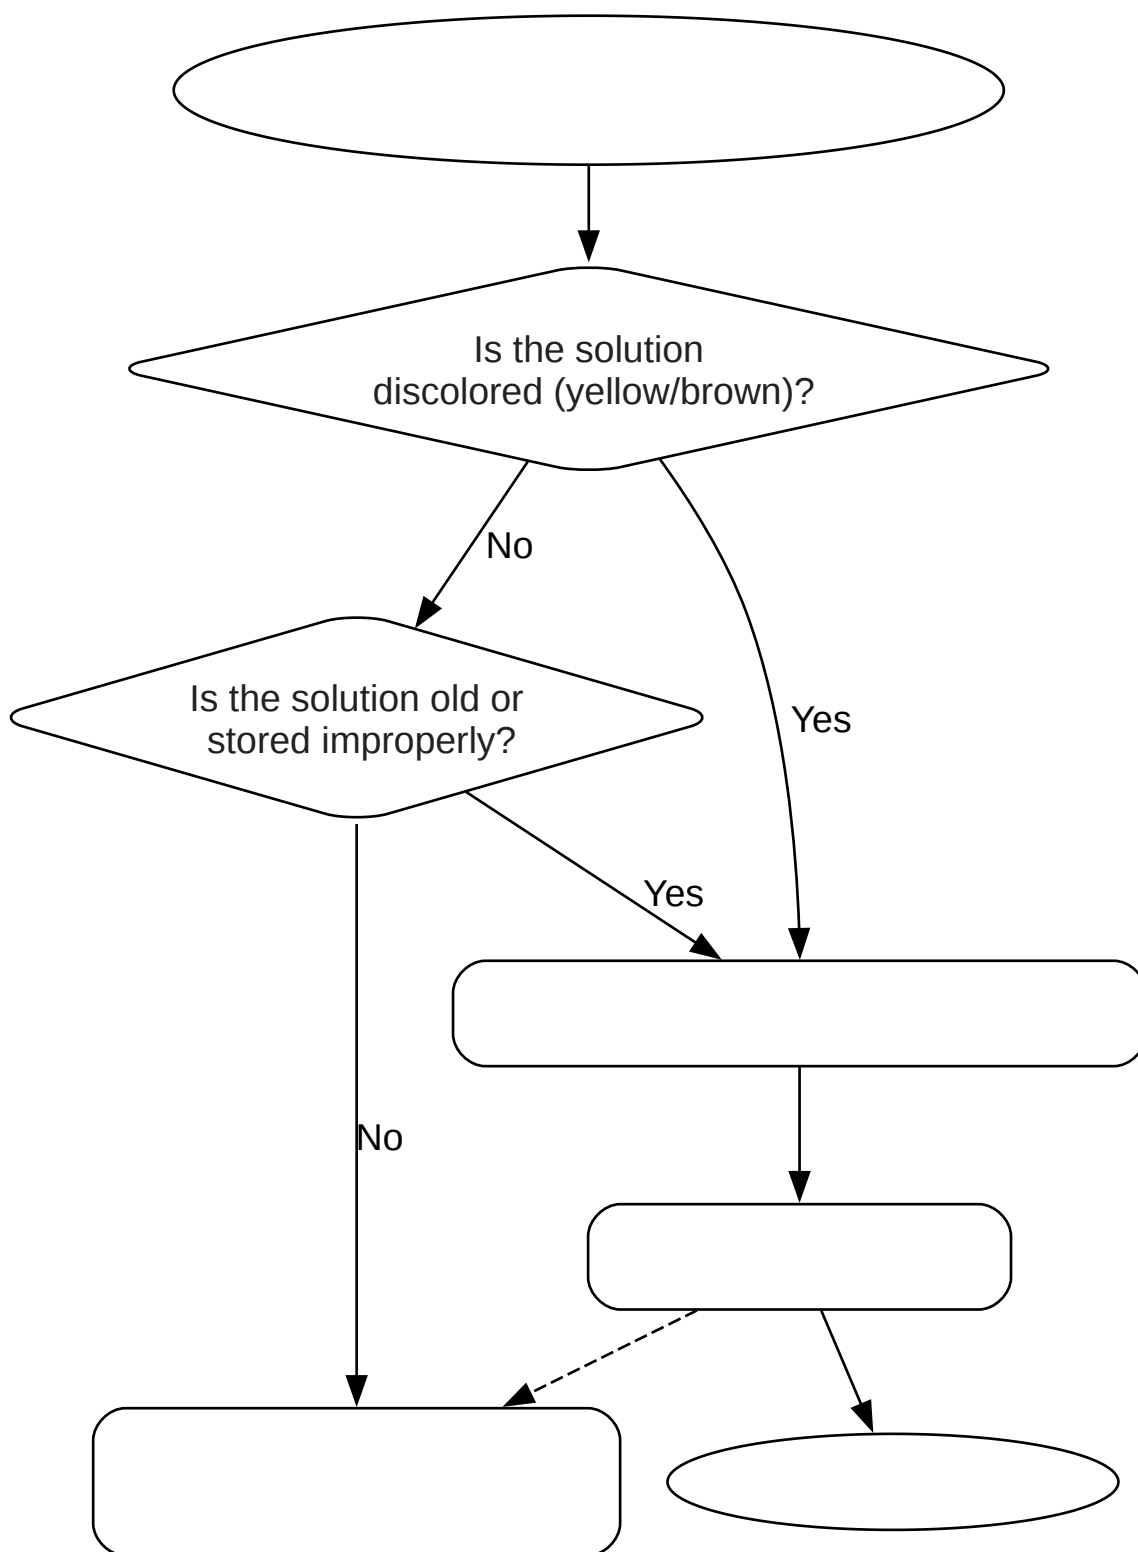 Is the solution
discolored (yellow/brown)?
No
Is the solution old or
stored improperly?
Yes
Yes
No